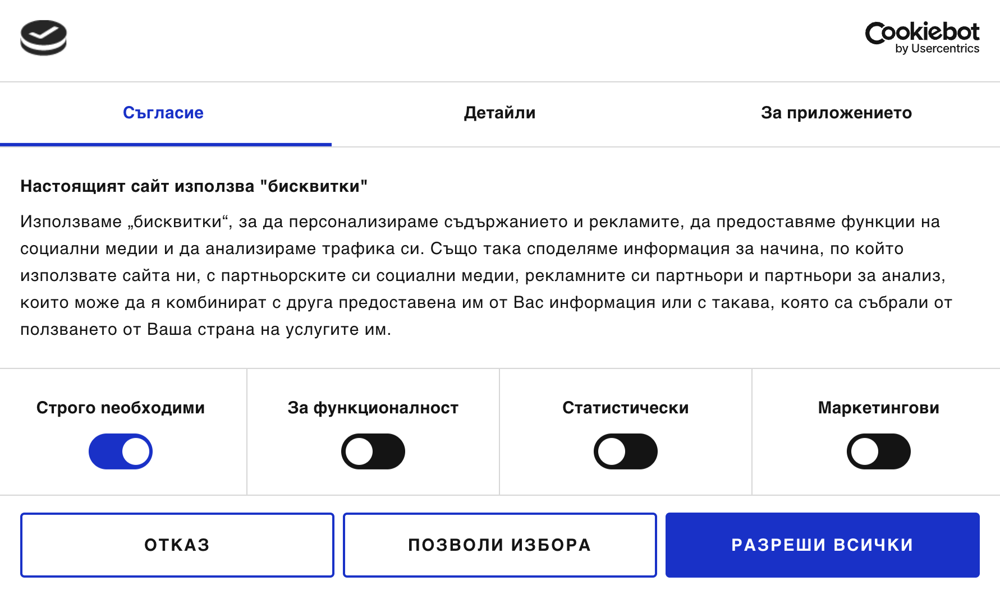 Cookiebot
by Usercentrics
Съгласие
Детайли
За приложението
Настоящият сайт използва "бисквитки"
Използваме „бисквитки“, за да персонализираме съдържанието и рекламите, да предоставяме функции на
социални медии и да анализираме трафика си. Също така споделяме информация за начина, по който
използвате сайта ни, с партньорските си социални медии, рекламните си партньори и партньори за анализ,
които може да я комбинират с друга предоставена им от Вас информация или с такава, която са събрали от
ползването от Ваша страна на услугите им.
Строго nеобходими
За функционалност
Статистически
Маркетингови
ОТКАЗ
ПОЗВОЛИ ИЗБОРА
РАЗРЕШИ ВСИЧКИ